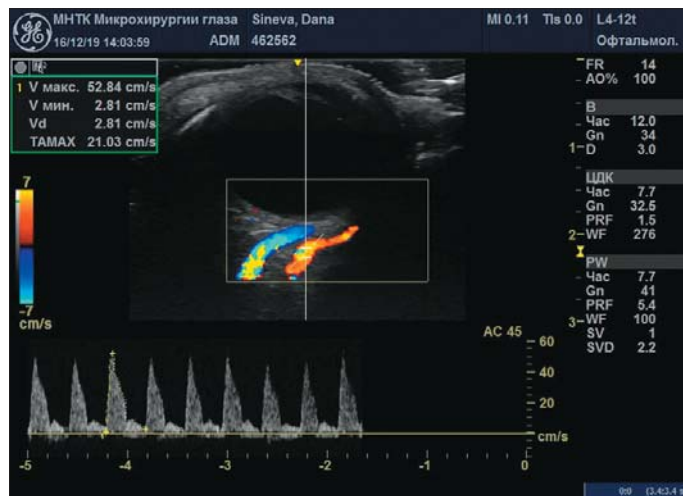 МНТК Микрохирургии глаза Sineva, Dana MI 0.11 TIs 0.0 L4-12t
16/12/19 14:03:59 ADM 462562 Офтальмол.
1 V макс. 52.84 cm/s
V мин. 2.81 cm/s
Vd 2.81 cm/s
TAMAX 21.03 cm/s
7
-7
cm/s
FR 14
AO% 100
B
Час 12.0
Gn 34
1 D 3.0
ЦДК
Час 7.7
Gn 32.5
PRF 1.5
2 WF 276
PW
Час 7.7
Gn 41
PRF 5.4
3 WF 100
SV 1
SVD 2.2
AC 45
60
40
20
cm/s
-5 -4 -3 -2 -1 0